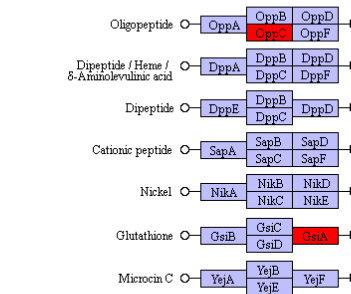 Oligopeptide OppA OppB OppD
OppC OppF
Dipeptide / Heme / DppA DppB DppD
δ-Aminolevulinic acid DppC DppF
Dipeptide DppE DppB DppD
DppC
Cationic peptide SapA SapB SapD
SapC SapF
Nickel NikA NikB NikD
NikC NikE
Glutathione GsiB GsiC GsiA
GsiD
Microcin C YejA YejB YejF
YejE